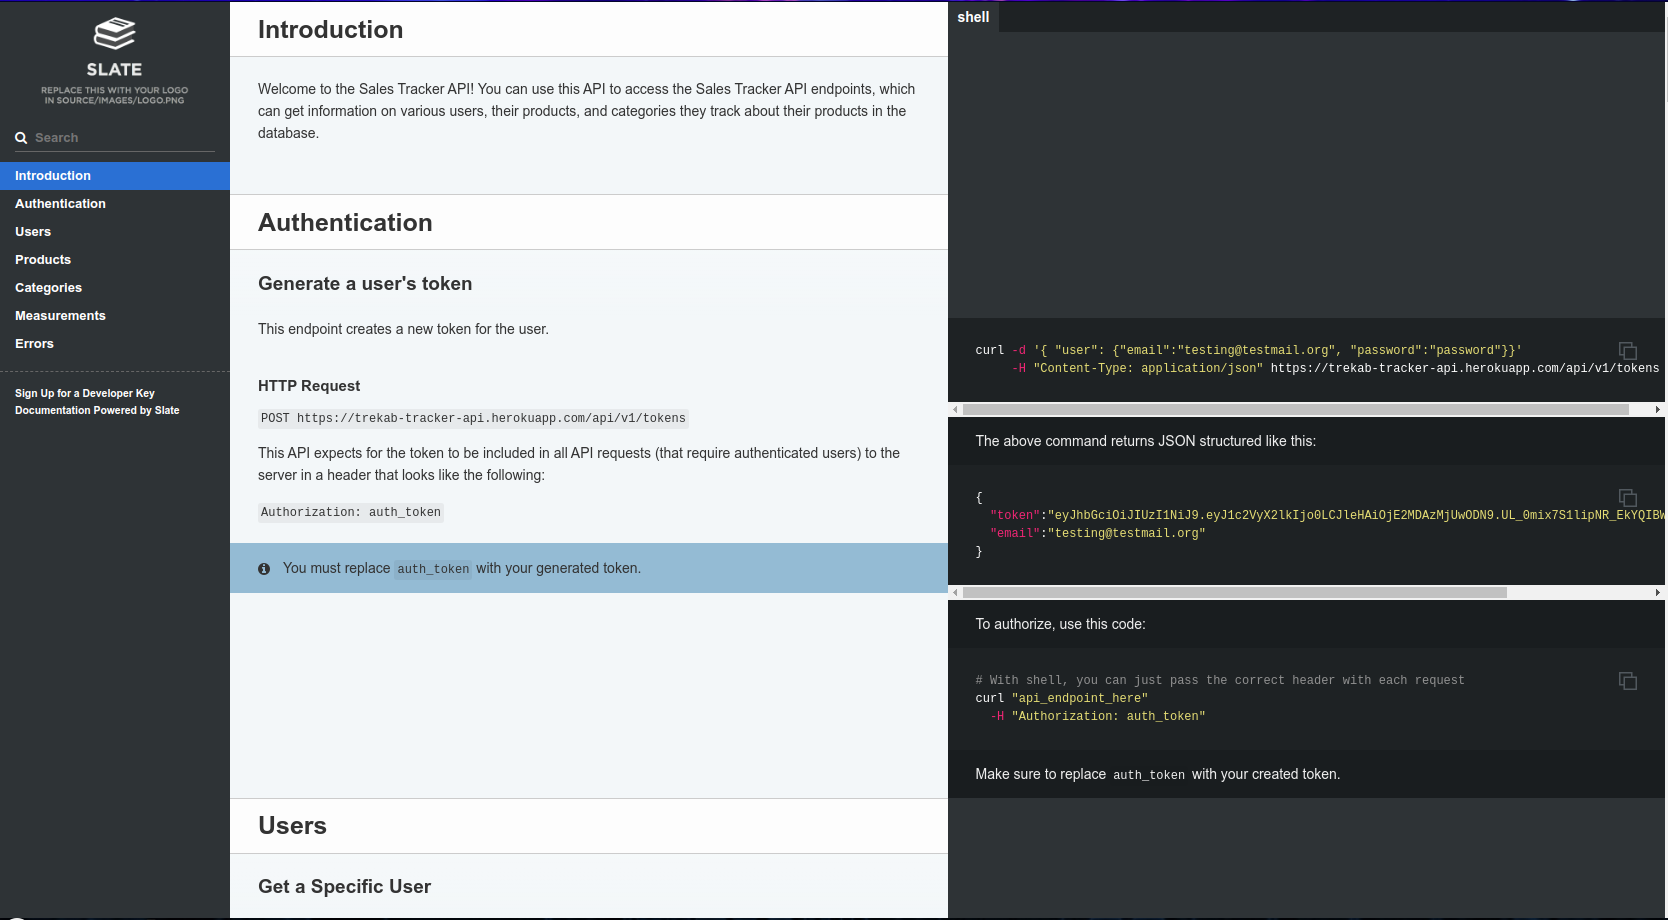 SLATE
REPLACE THIS WITH YOUR LOGO
IN SOURCE/IMAGES/LOGO.PNG
Search
Introduction
Authentication
Users
Products
Categories
Measurements
Errors
Sign Up for a Developer Key
Documentation Powered by Slate
Introduction
Welcome to the Sales Tracker API! You can use this API to access the Sales Tracker API endpoints, which
can get information on various users, their products, and categories they track about their products in the
database.
Authentication
Generate a user's token
This endpoint creates a new token for the user.
HTTP Request
POST https://trekab-tracker-api.herokuapp.com/api/v1/tokens
This API expects for the token to be included in all API requests (that require authenticated users) to the
server in a header that looks like the following:
Authorization: auth_token
You must replace auth_token with your generated token.
Users
Get a Specific User
shell
curl -d '{ "user": {"email":"testing@testmail.org", "password":"password"}}'
-H "Content-Type: application/json" https://trekab-tracker-api.herokuapp.com/api/v1/tokens
The above command returns JSON structured like this:
{
"token":"eyJhbGciOiJIUzI1NiJ9.eyJ1c2VyX2lkIjo0LCJleHAiOjE2MDAzMjUwODN9.UL_0mix7S1lipNR_EkYQIBW
"email":"testing@testmail.org"
}
To authorize, use this code:
# With shell, you can just pass the correct header with each request
curl "api_endpoint_here"
-H "Authorization: auth_token"
Make sure to replace auth_token with your created token.